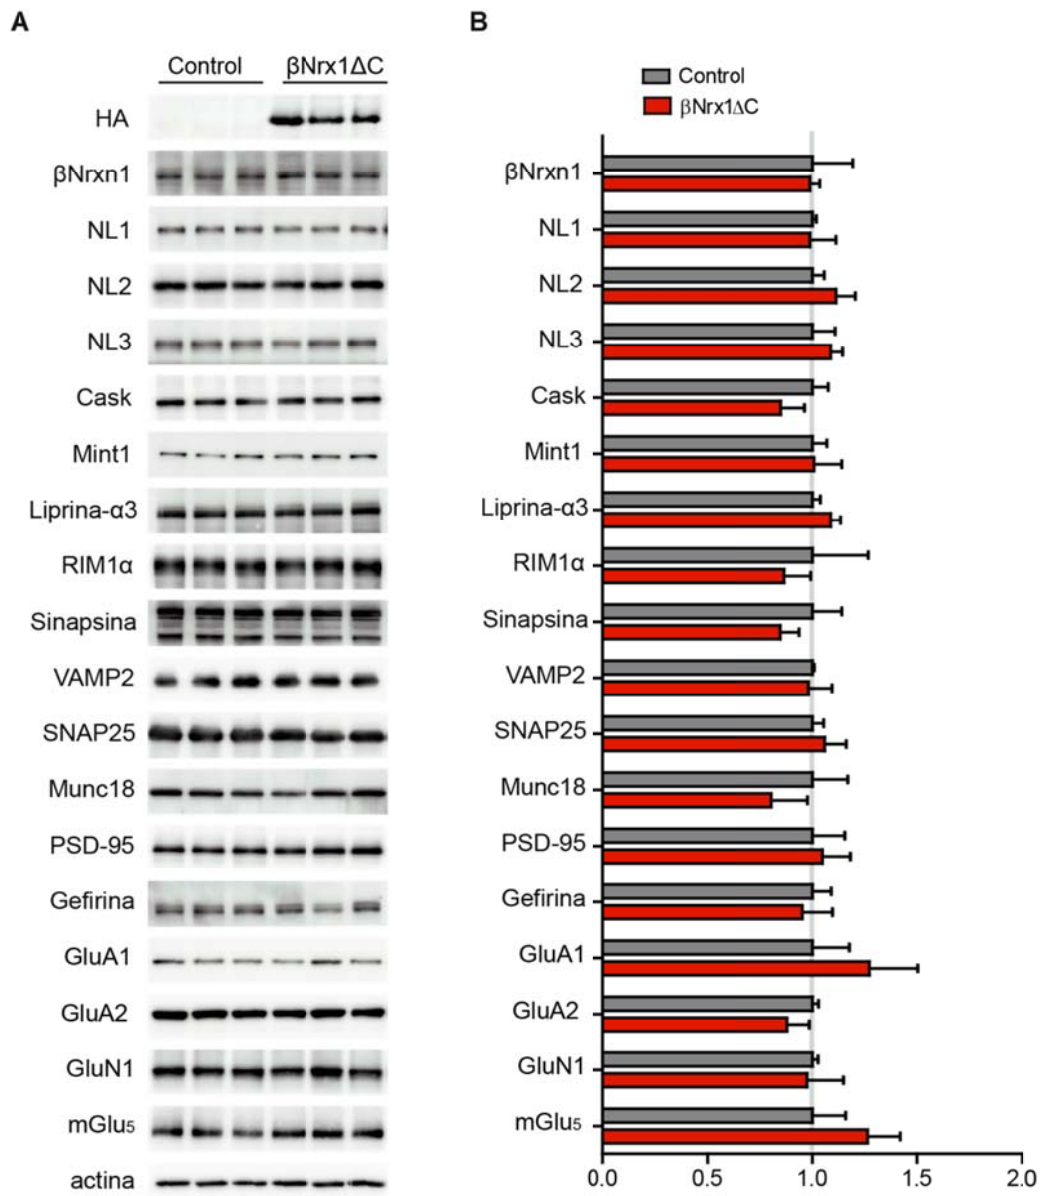 A
Control βNrx1ΔC
HA
βNrxn1
NL1
NL2
NL3
Cask
Mint1
Liprina-α3
RIM1α
Sinapsina
VAMP2
SNAP25
Munc18
PSD-95
Gefirina
GluA1
GluA2
GluN1
mGlu5
actina
B
Control
βNrx1ΔC
βNrxn1
NL1
NL2
NL3
Cask
Mint1
Liprina-α3
RIM1α
Sinapsina
VAMP2
SNAP25
Munc18
PSD-95
Gefirina
GluA1
GluA2
GluN1
mGlu5
0.0 0.5 1.0 1.5 2.0